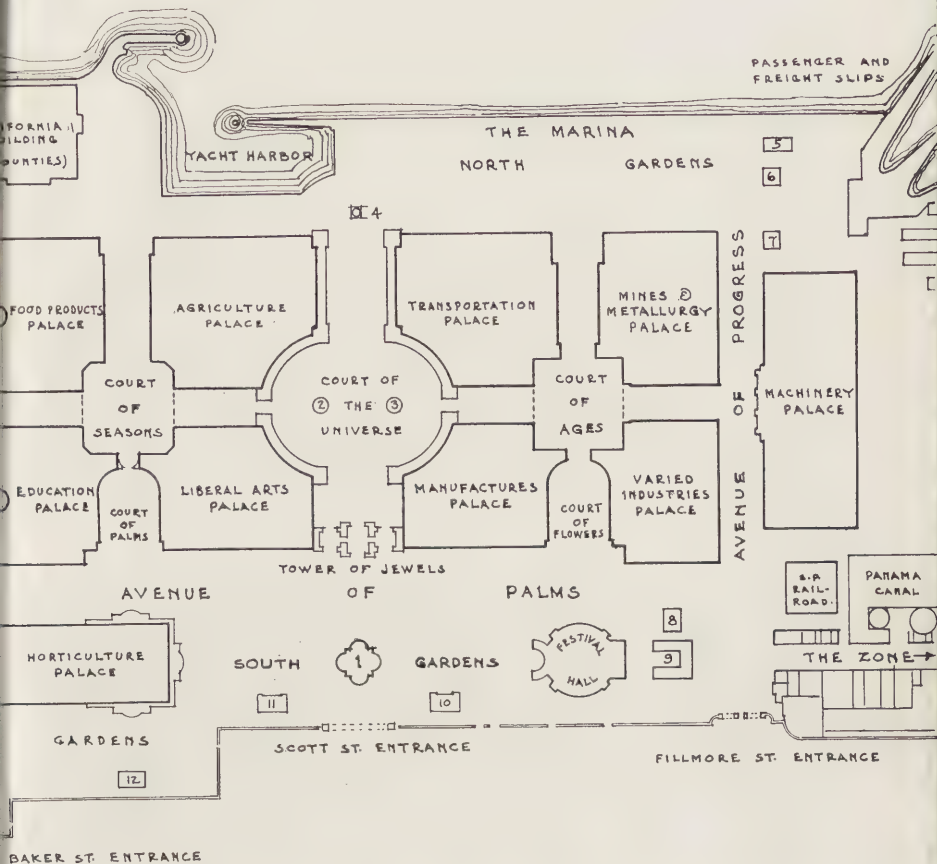 PASSENGER AND
FREIGHT SLIPS
IFORNIA
UILDING
OUNTIES)
YACHT HARBOR
THE MARINA
NORTH GARDENS
5
6
4
7
FOOD PRODUCTS
PALACE
AGRICULTURE
PALACE
TRANSPORTATION
PALACE
MINES &
METALLURGY
PALACE
AVENUE OF PROGRESS
MACHINERY
PALACE
COURT
OF
SEASONS
COURT OF
2 THE 3
UNIVERSE
COURT
OF
AGES
EDUCATION
PALACE
COURT
OF
PALMS
LIBERAL ARTS
PALACE
MANUFACTURES
PALACE
COURT
OF
FLOWERS
VARIED
INDUSTRIES
PALACE
TOWER OF JEWELS
AVENUE OF PALMS
S.P.
RAIL-
ROAD.
PANAMA
CANAL
8
HORTICULTURE
PALACE
SOUTH 1 GARDENS
FESTIVAL
HALL
9
THE ZONE→
11
10
GARDENS
SCOTT ST. ENTRANCE
FILLMORE ST. ENTRANCE
12
BAKER ST. ENTRANCE